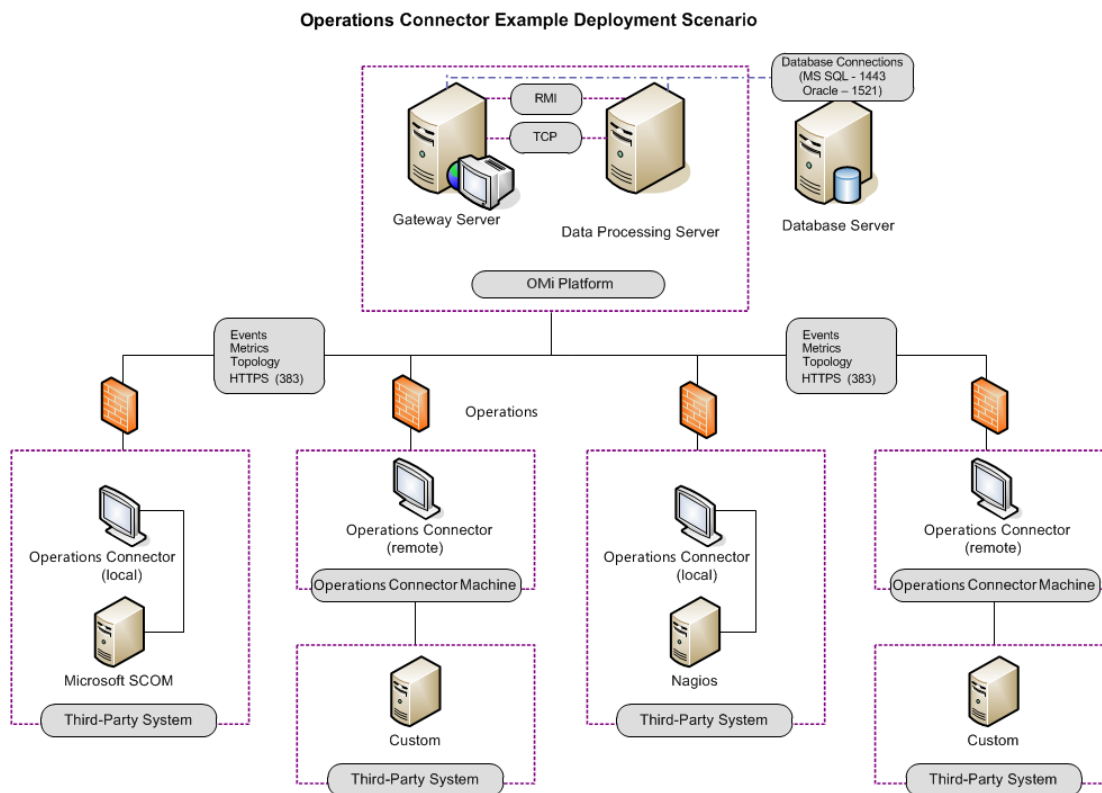 Operations Connector Example Deployment Scenario
Database Connections
(MS SQL - 1443
Oracle – 1521)
RMI
TCP
Gateway Server
Data Processing Server
Database Server
OMi Platform
Events
Metrics
Topology
HTTPS (383)
Events
Metrics
Topology
HTTPS (383)
Operations
Operations Connector
(local)
Microsoft SCOM
Third-Party System
Operations Connector
(remote)
Operations Connector Machine
Custom
Third-Party System
Operations Connector
(local)
Nagios
Third-Party System
Operations Connector
(remote)
Operations Connector Machine
Custom
Third-Party System